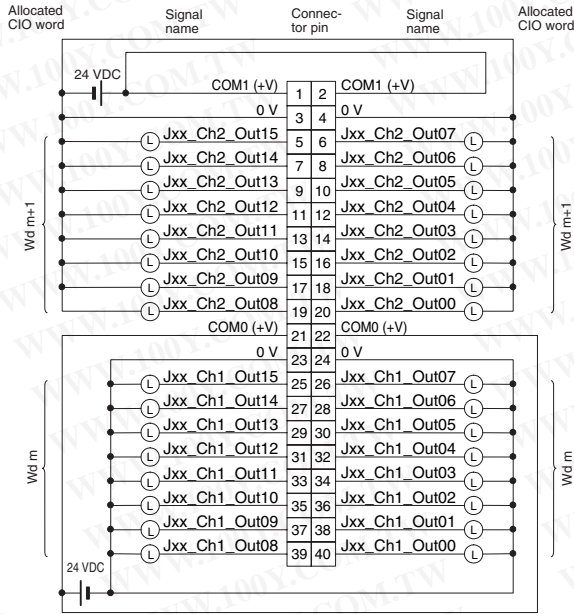 Allocated CIO word
Signal name
Connec-tor pin
Signal name
Allocated CIO word
24 VDC
COM1 (+V) 1 2 COM1 (+V)
0 V 3 4 0 V
L Jxx_Ch2_Out15 5 6 Jxx_Ch2_Out07 L
L Jxx_Ch2_Out14 7 8 Jxx_Ch2_Out06 L
L Jxx_Ch2_Out13 9 10 Jxx_Ch2_Out05 L
L Jxx_Ch2_Out12 11 12 Jxx_Ch2_Out04 L
L Jxx_Ch2_Out11 13 14 Jxx_Ch2_Out03 L
L Jxx_Ch2_Out10 15 16 Jxx_Ch2_Out02 L
L Jxx_Ch2_Out09 17 18 Jxx_Ch2_Out01 L
L Jxx_Ch2_Out08 19 20 Jxx_Ch2_Out00 L
Wd m+1
Wd m+1
COM0 (+V) 21 22 COM0 (+V)
0 V 23 24 0 V
L Jxx_Ch1_Out15 25 26 Jxx_Ch1_Out07 L
L Jxx_Ch1_Out14 27 28 Jxx_Ch1_Out06 L
L Jxx_Ch1_Out13 29 30 Jxx_Ch1_Out05 L
L Jxx_Ch1_Out12 31 32 Jxx_Ch1_Out04 L
L Jxx_Ch1_Out11 33 34 Jxx_Ch1_Out03 L
L Jxx_Ch1_Out10 35 36 Jxx_Ch1_Out02 L
L Jxx_Ch1_Out09 37 38 Jxx_Ch1_Out01 L
L Jxx_Ch1_Out08 39 40 Jxx_Ch1_Out00 L
Wd m
Wd m
24 VDC
WWW.100Y.COM.TW